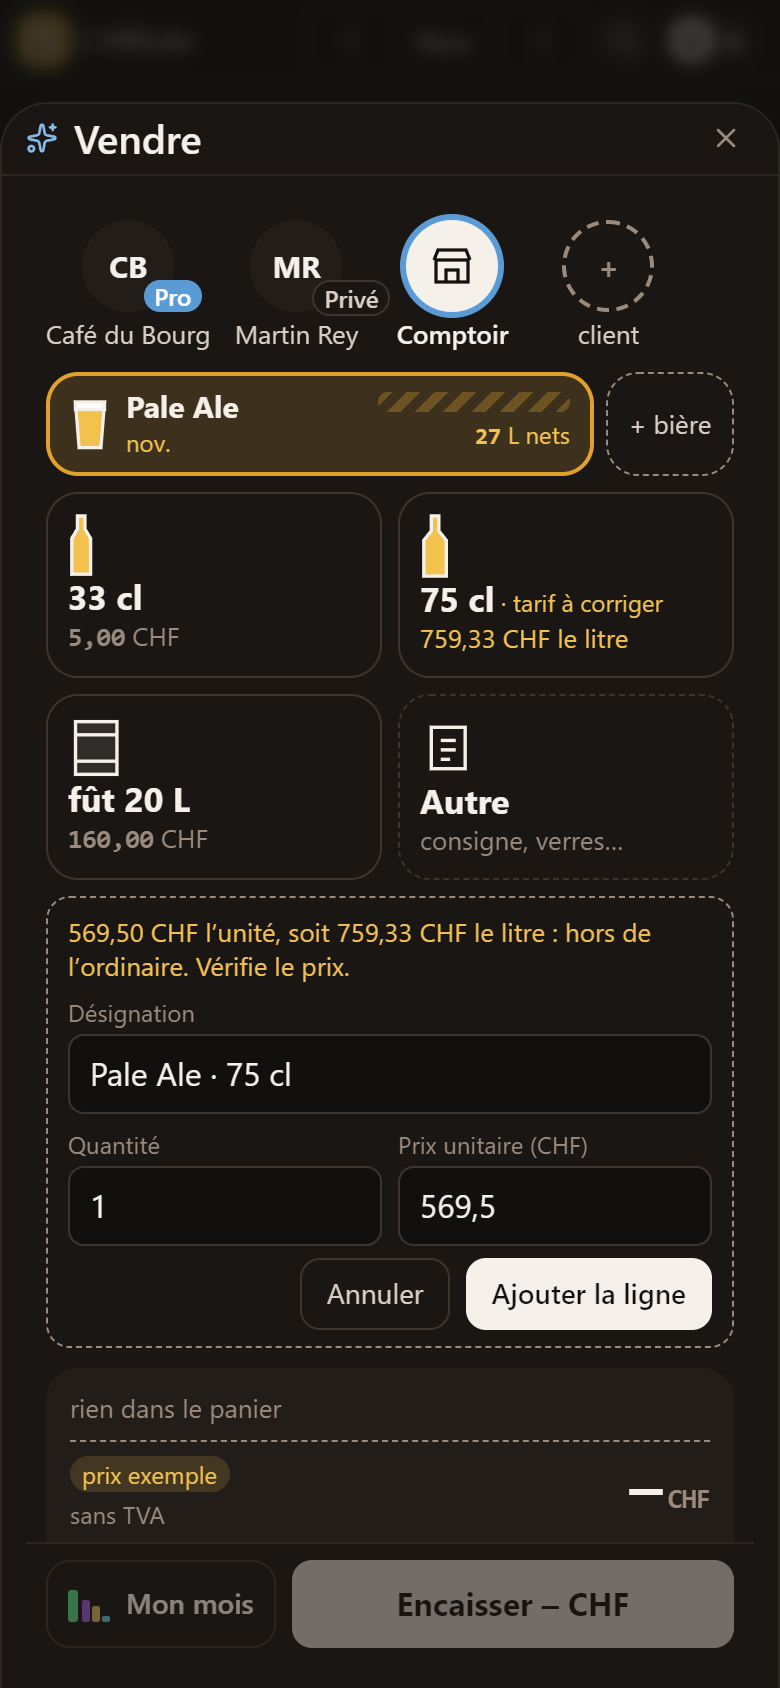 Vendre
CB
Pro
Café du Bourg
MR
Privé
Martin Rey
Comptoir
+
client
Pale Ale
nov.
27 L nets
+ bière
33 cl
5,00 CHF
75 cl · tarif à corriger
759,33 CHF le litre
fût 20 L
160,00 CHF
Autre
consigne, verres...
569,50 CHF l’unité, soit 759,33 CHF le litre : hors de
l’ordinaire. Vérifie le prix.
Désignation
Pale Ale · 75 cl
Quantité
Prix unitaire (CHF)
1
569,5
Annuler
Ajouter la ligne
rien dans le panier
prix exemple
sans TVA
— CHF
Mon mois
Encaisser – CHF